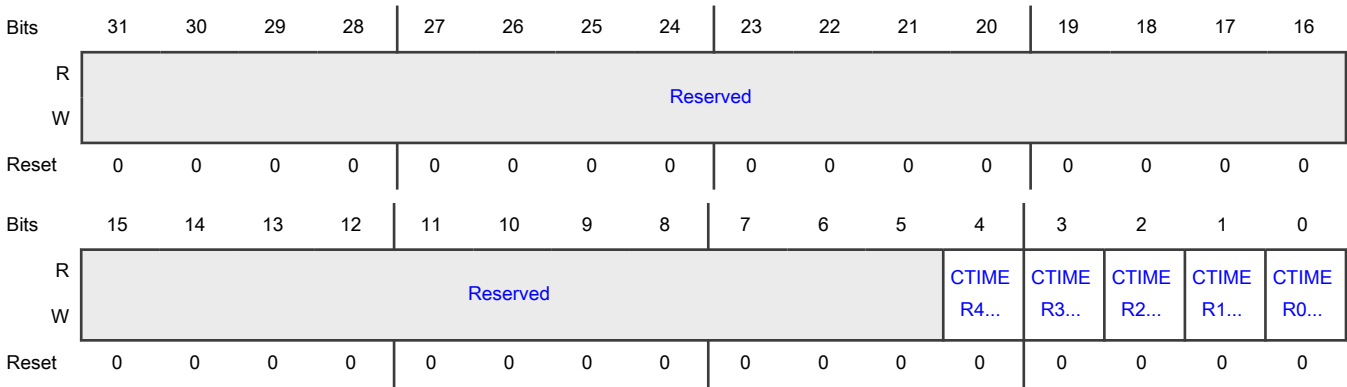 Bits 31 30 29 28 27 26 25 24 23 22 21 20 19 18 17 16
R
Reserved
W
Reset 0 0 0 0 0 0 0 0 0 0 0 0 0 0 0 0
Bits 15 14 13 12 11 10 9 8 7 6 5 4 3 2 1 0
R CTIME CTIME CTIME CTIME CTIME
Reserved
W R4... R3... R2... R1... R0...
Reset 0 0 0 0 0 0 0 0 0 0 0 0 0 0 0 0